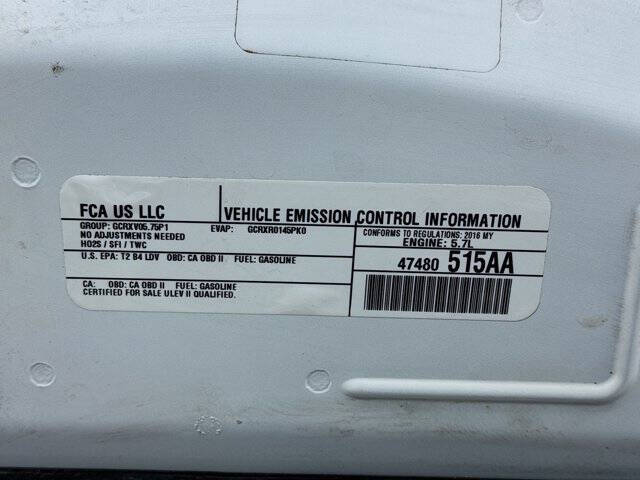 FCA US LLC
VEHICLE EMISSION CONTROL INFORMATION
GROUP: GCRXV05.75P1 EVAP: GCRXR0145PK0
NO ADJUSTMENTS NEEDED
HO2S / SFI / TWC
CONFORMS TO REGULATIONS: 2016 MY
ENGINE: 5.7L
U.S. EPA: T2 B4 LDV OBD: CA OBD II FUEL: GASOLINE
47480 515AA
CA: OBD: CA OBD II FUEL: GASOLINE
CERTIFIED FOR SALE ULEV II QUALIFIED.